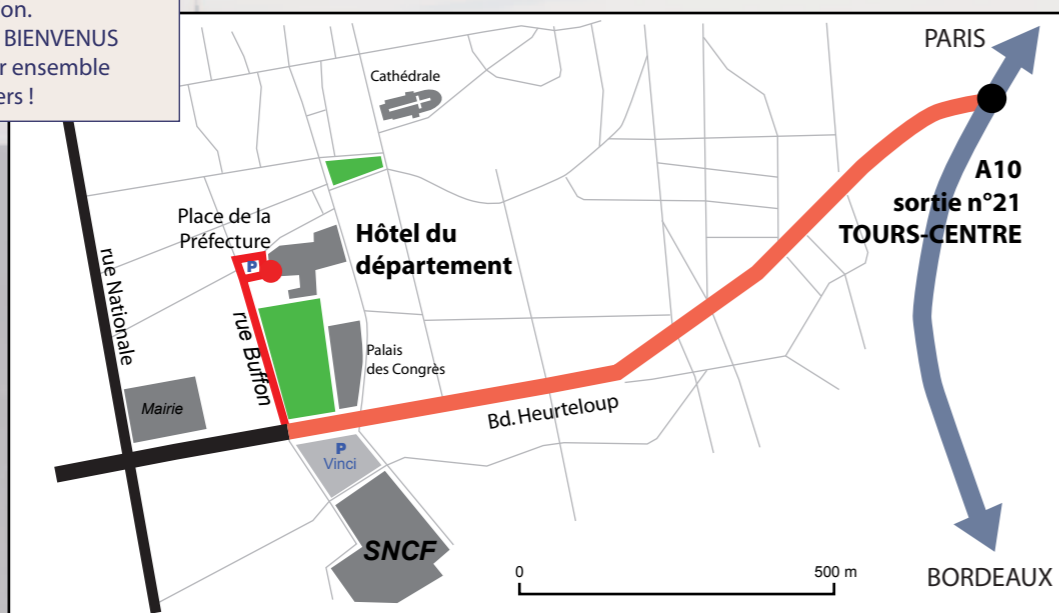 on.
BIENVENUS
r ensemble
ers !
PARIS
Cathédrale
A10
sortie n°21
TOURS-CENTRE
Place de la
Préfecture
P
Hôtel du
département
rue Nationale
rue Buffon
Palais
des Congrès
Mairie
Bd. Heurteloup
P
Vinci
SNCF
0
500 m
BORDEAUX